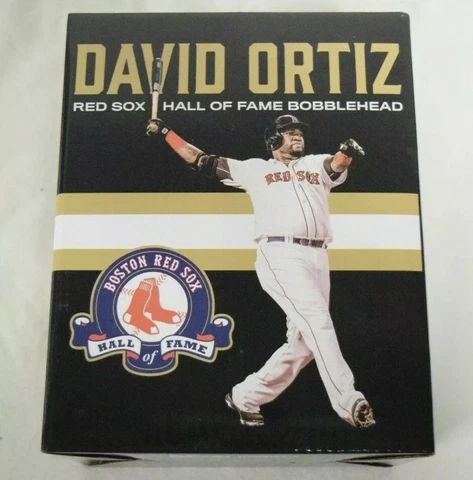 DAVID ORTIZ
RED SOX HALL OF FAME BOBBLEHEAD
RED SOX
BOSTON RED SOX
HALL of FAME